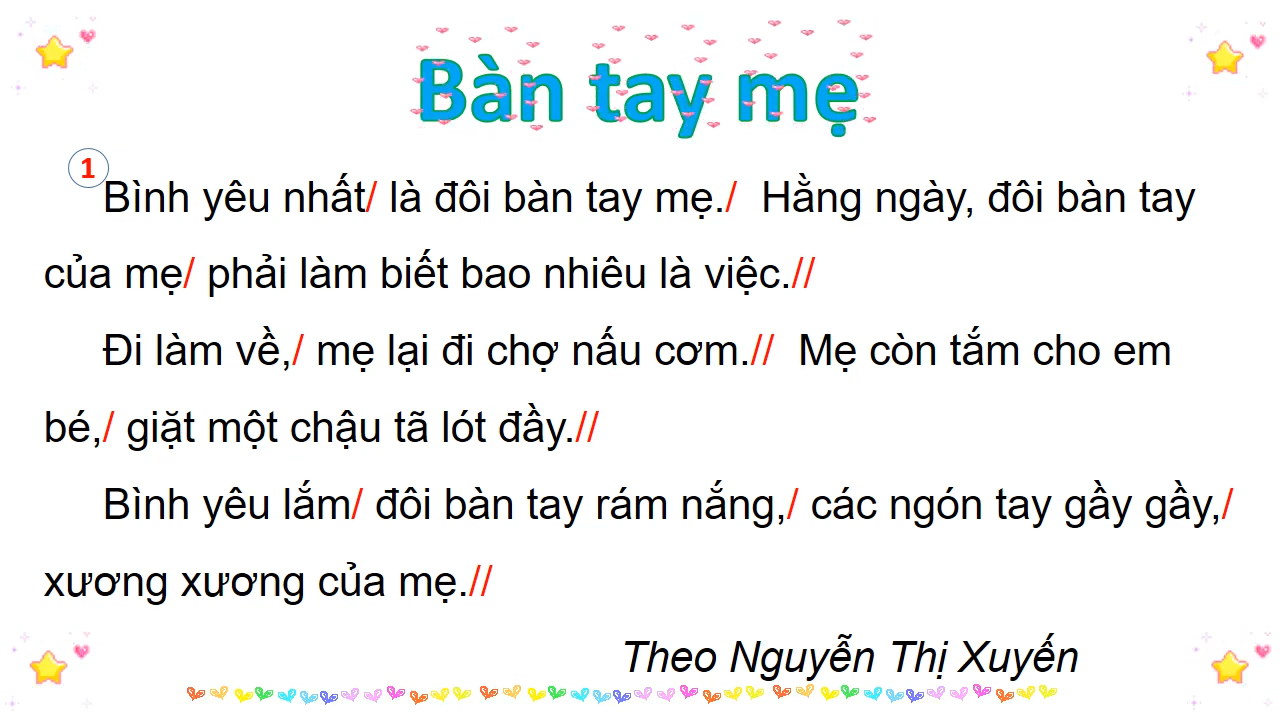 Bàn tay mẹ
1
Bình yêu nhất/ là đôi bàn tay mẹ./ Hằng ngày, đôi bàn tay
của mẹ/ phải làm biết bao nhiêu là việc.//
Đi làm về,/ mẹ lại đi chợ nấu cơm.// Mẹ còn tắm cho em
bé,/ giặt một chậu tã lót đầy.//
Bình yêu lắm/ đôi bàn tay rám nắng,/ các ngón tay gầy gầy,/
xương xương của mẹ.//
Theo Nguyễn Thị Xuyến